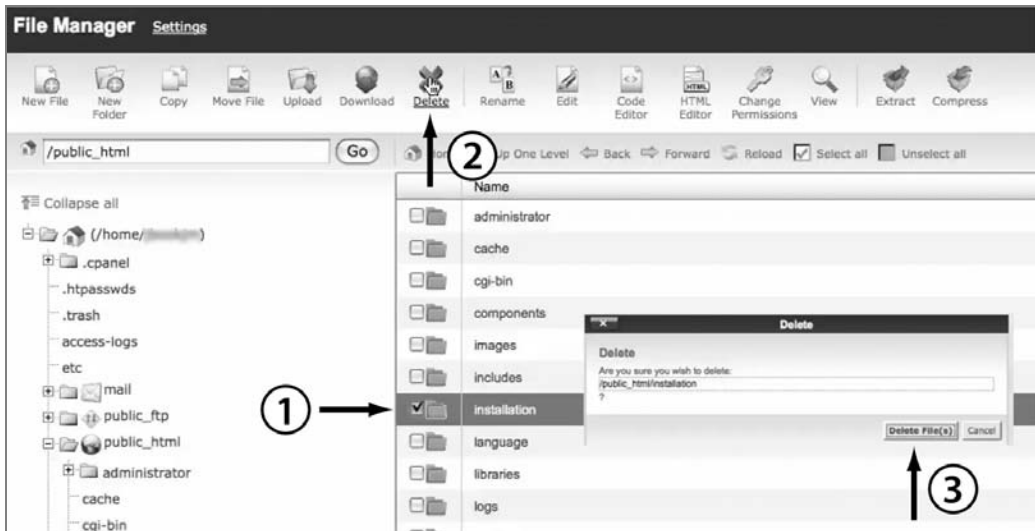 File Manager Settings
New File New Folder Copy Move File Upload Download Delete Rename Edit Code Editor HTML Editor Change Permissions View Extract Compress
/public_html Go
Up One Level Back Forward Reload Select all Unselect all
2
Collapse all
(/home/ )
.cpanel
.htpasswds
.trash
access-logs
etc
mail
public_ftp
public_html
administrator
cache
cgi-bin
Name
administrator
cache
cgi-bin
components
images
includes
1
installation
language
libraries
logs
Delete
Delete
Are you sure you wish to delete:
/public_html/installation
?
Delete File(s) Cancel
3